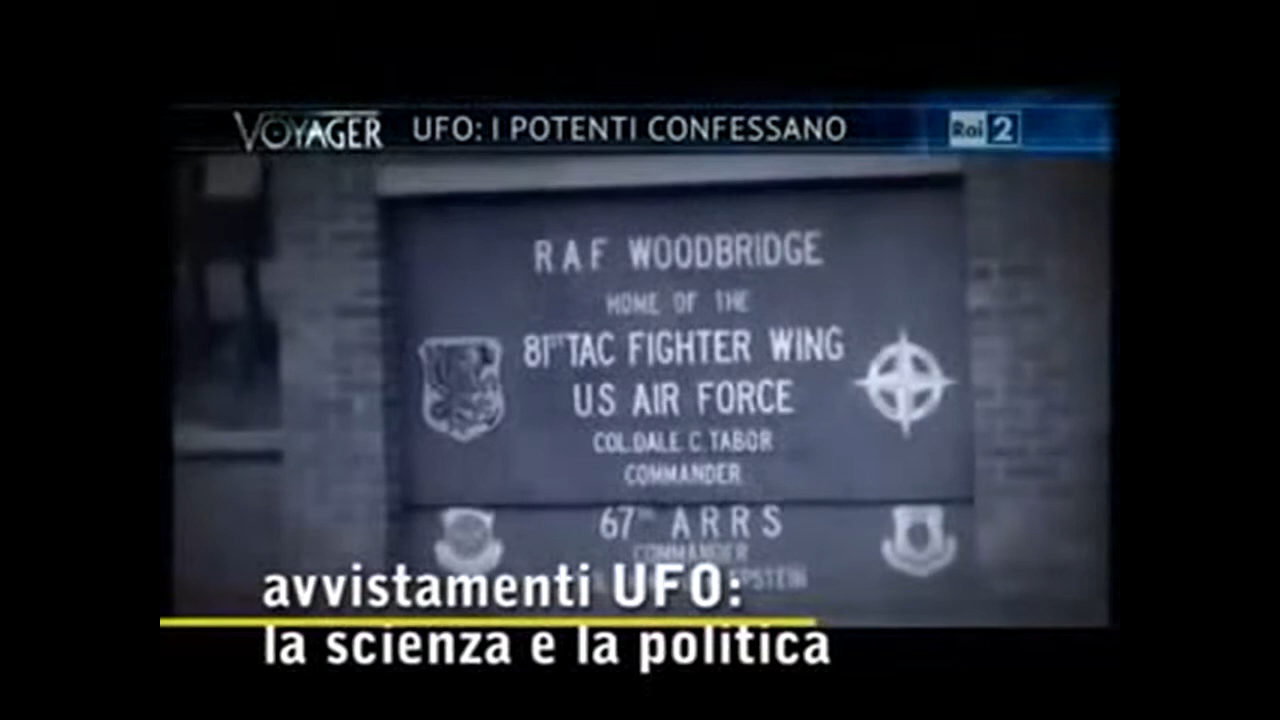 VOYAGER UFO: I POTENTI CONFESSANO Rai 2
RAF WOODBRIDGE
HOME OF THE
81ST TAC FIGHTER WING
US AIR FORCE
COL. DALE C. TABOR
COMMANDER
67TH ARRS
COMMANDER
avvistamenti UFO:
la scienza e la politica